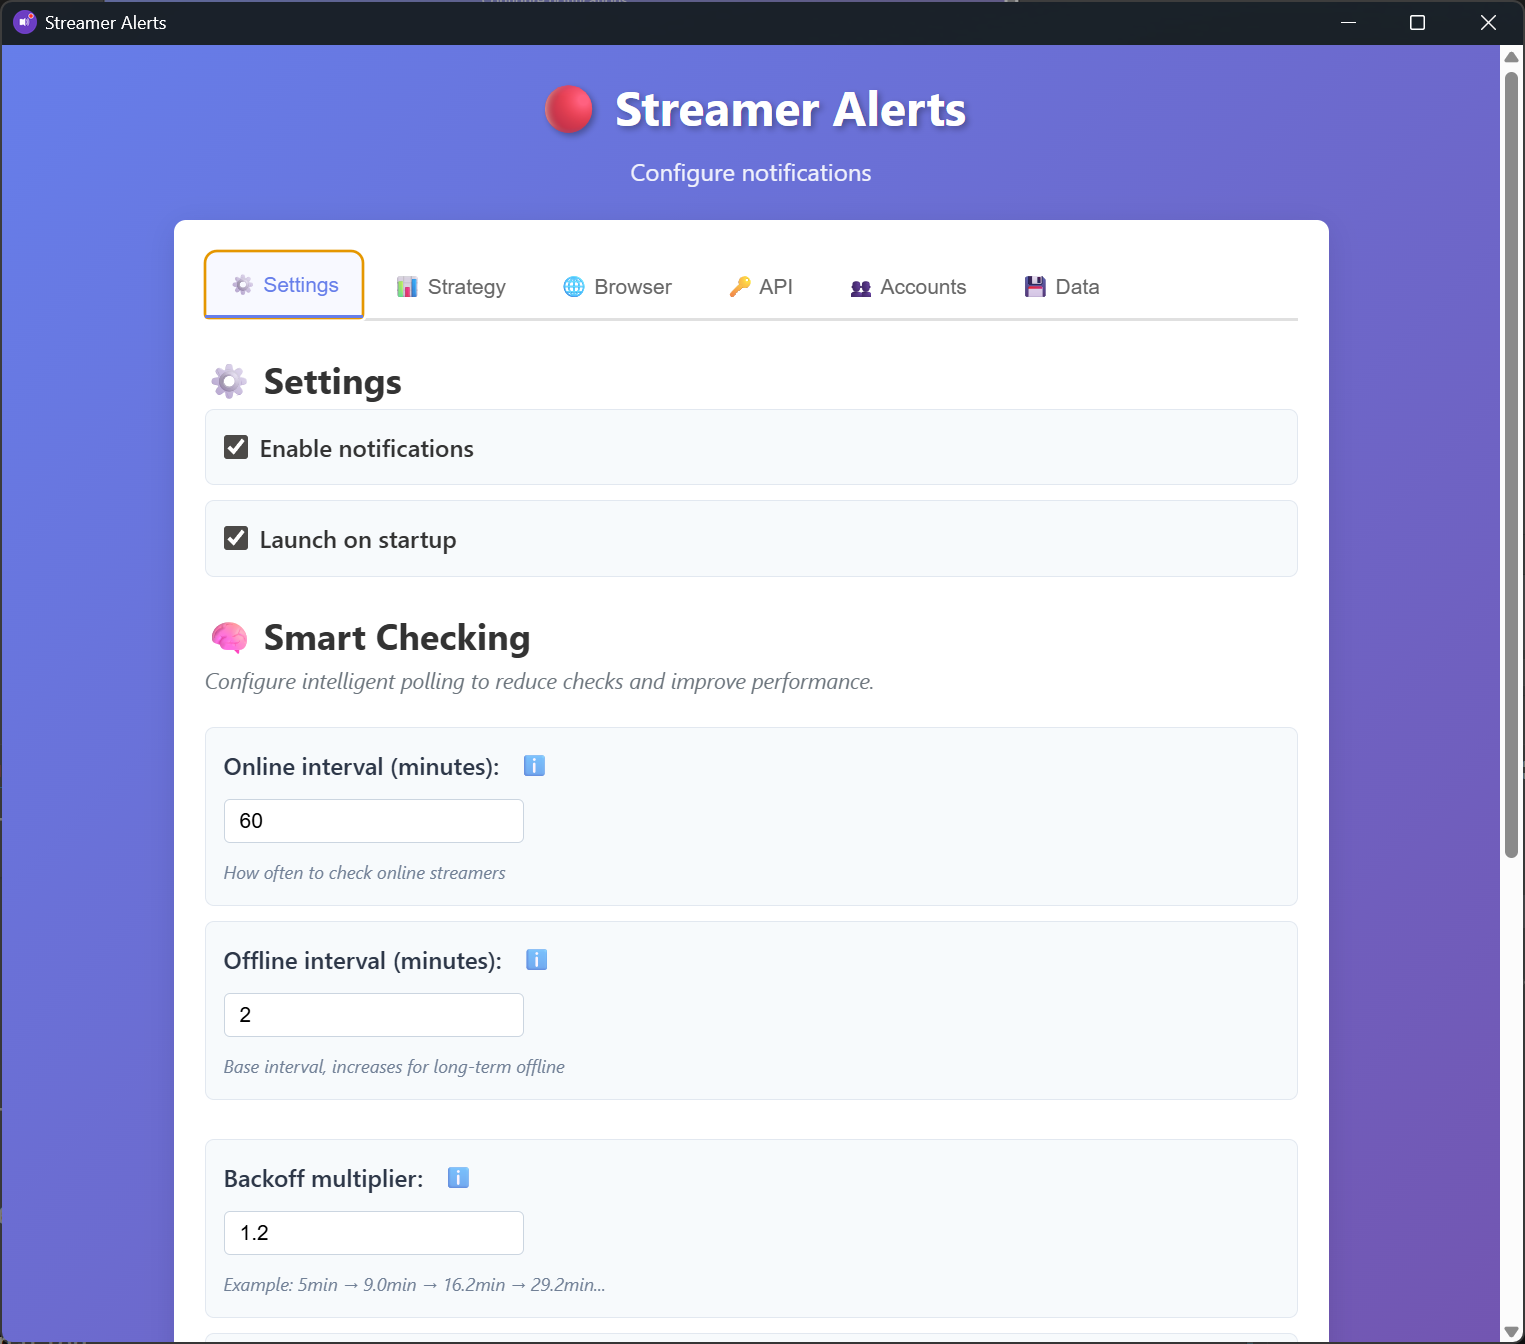 Streamer Alerts
Streamer Alerts
Configure notifications
Settings
Strategy
Browser
API
Accounts
Data
Settings
Enable notifications
Launch on startup
Smart Checking
Configure intelligent polling to reduce checks and improve performance.
Online interval (minutes):
60
How often to check online streamers
Offline interval (minutes):
2
Base interval, increases for long-term offline
Backoff multiplier:
1.2
Example: 5min → 9.0min → 16.2min → 29.2min...